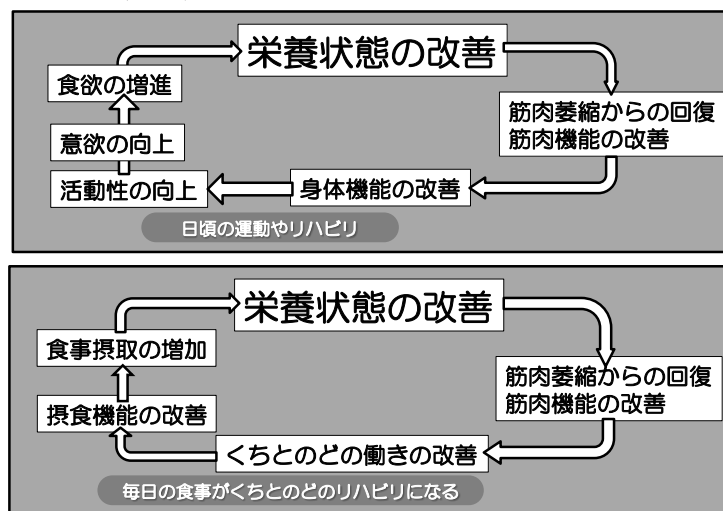 栄養状態の改善
食欲の増進
筋肉萎縮からの回復
筋肉機能の改善
意欲の向上
活動性の向上
身体機能の改善
日頃の運動やリハビリ
栄養状態の改善
食事摂取の増加
筋肉萎縮からの回復
筋肉機能の改善
摂食機能の改善
くちとのどの働きの改善
毎日の食事がくちとのどのリハビリになる